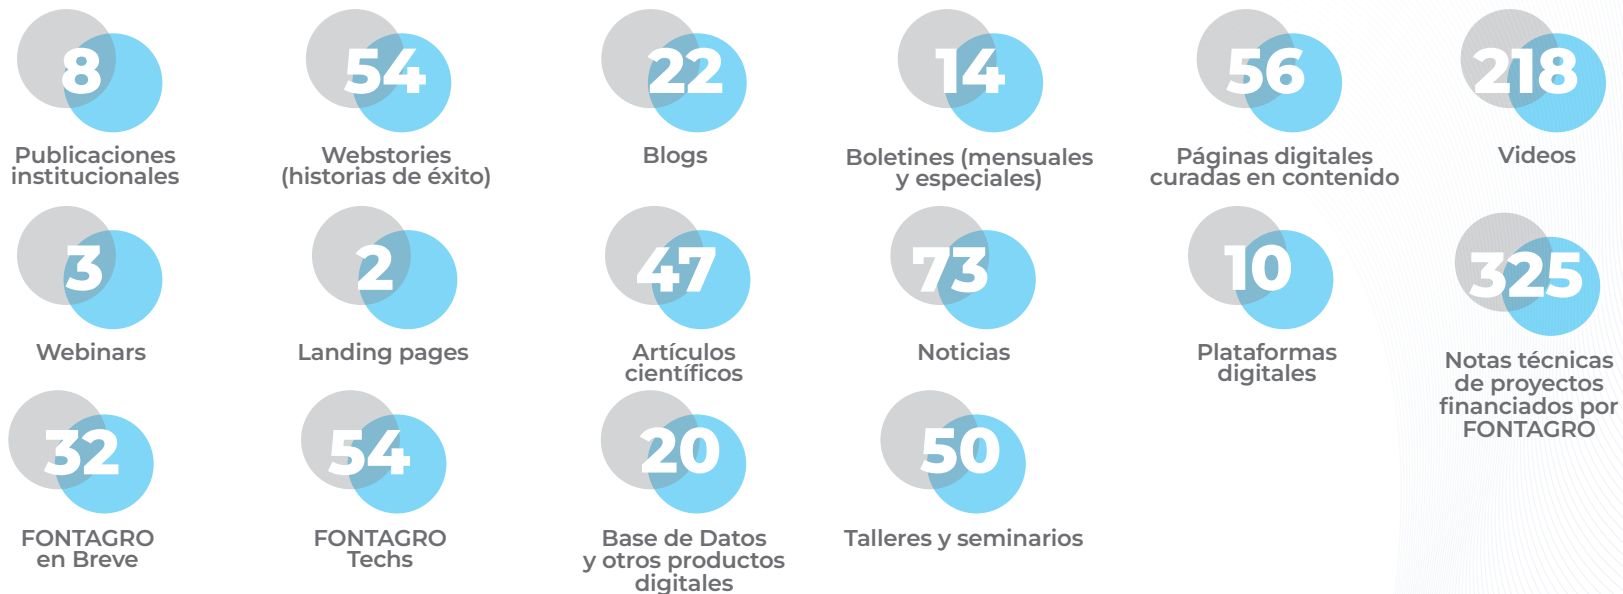 8
Publicaciones
institucionales
54
Webstories
(historias de éxito)
22
Blogs
14
Boletines (mensuales
y especiales)
56
Páginas digitales
curadas en contenido
218
Videos
3
Webinars
2
Landing pages
47
Artículos
científicos
73
Noticias
10
Plataformas
digitales
325
Notas técnicas
de proyectos
financiados por
FONTAGRO
32
FONTAGRO
en Breve
54
FONTAGRO
Techs
20
Base de Datos
y otros productos
digitales
50
Talleres y seminarios